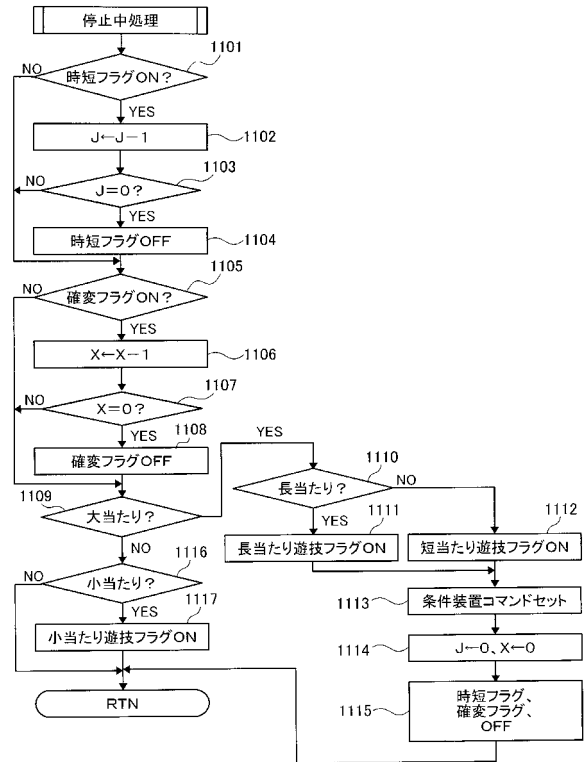 停止中処理
1101
NO
時短フラグON？
YES
J←J−1
1102
1103
NO
J=0？
YES
時短フラグOFF
1104
1105
NO
確変フラグON？
YES
X←X−1
1106
1107
NO
X=0？
YES
1108
確変フラグOFF
1109
大当たり？
YES
NO
1110
長当たり？
NO
YES
1111
長当たり遊技フラグON
1112
短当たり遊技フラグON
1113
条件装置コマンドセット
1114
J←0、X←0
1115
時短フラグ、
確変フラグ、
OFF
1116
NO
小当たり？
YES
1117
小当たり遊技フラグON
RTN